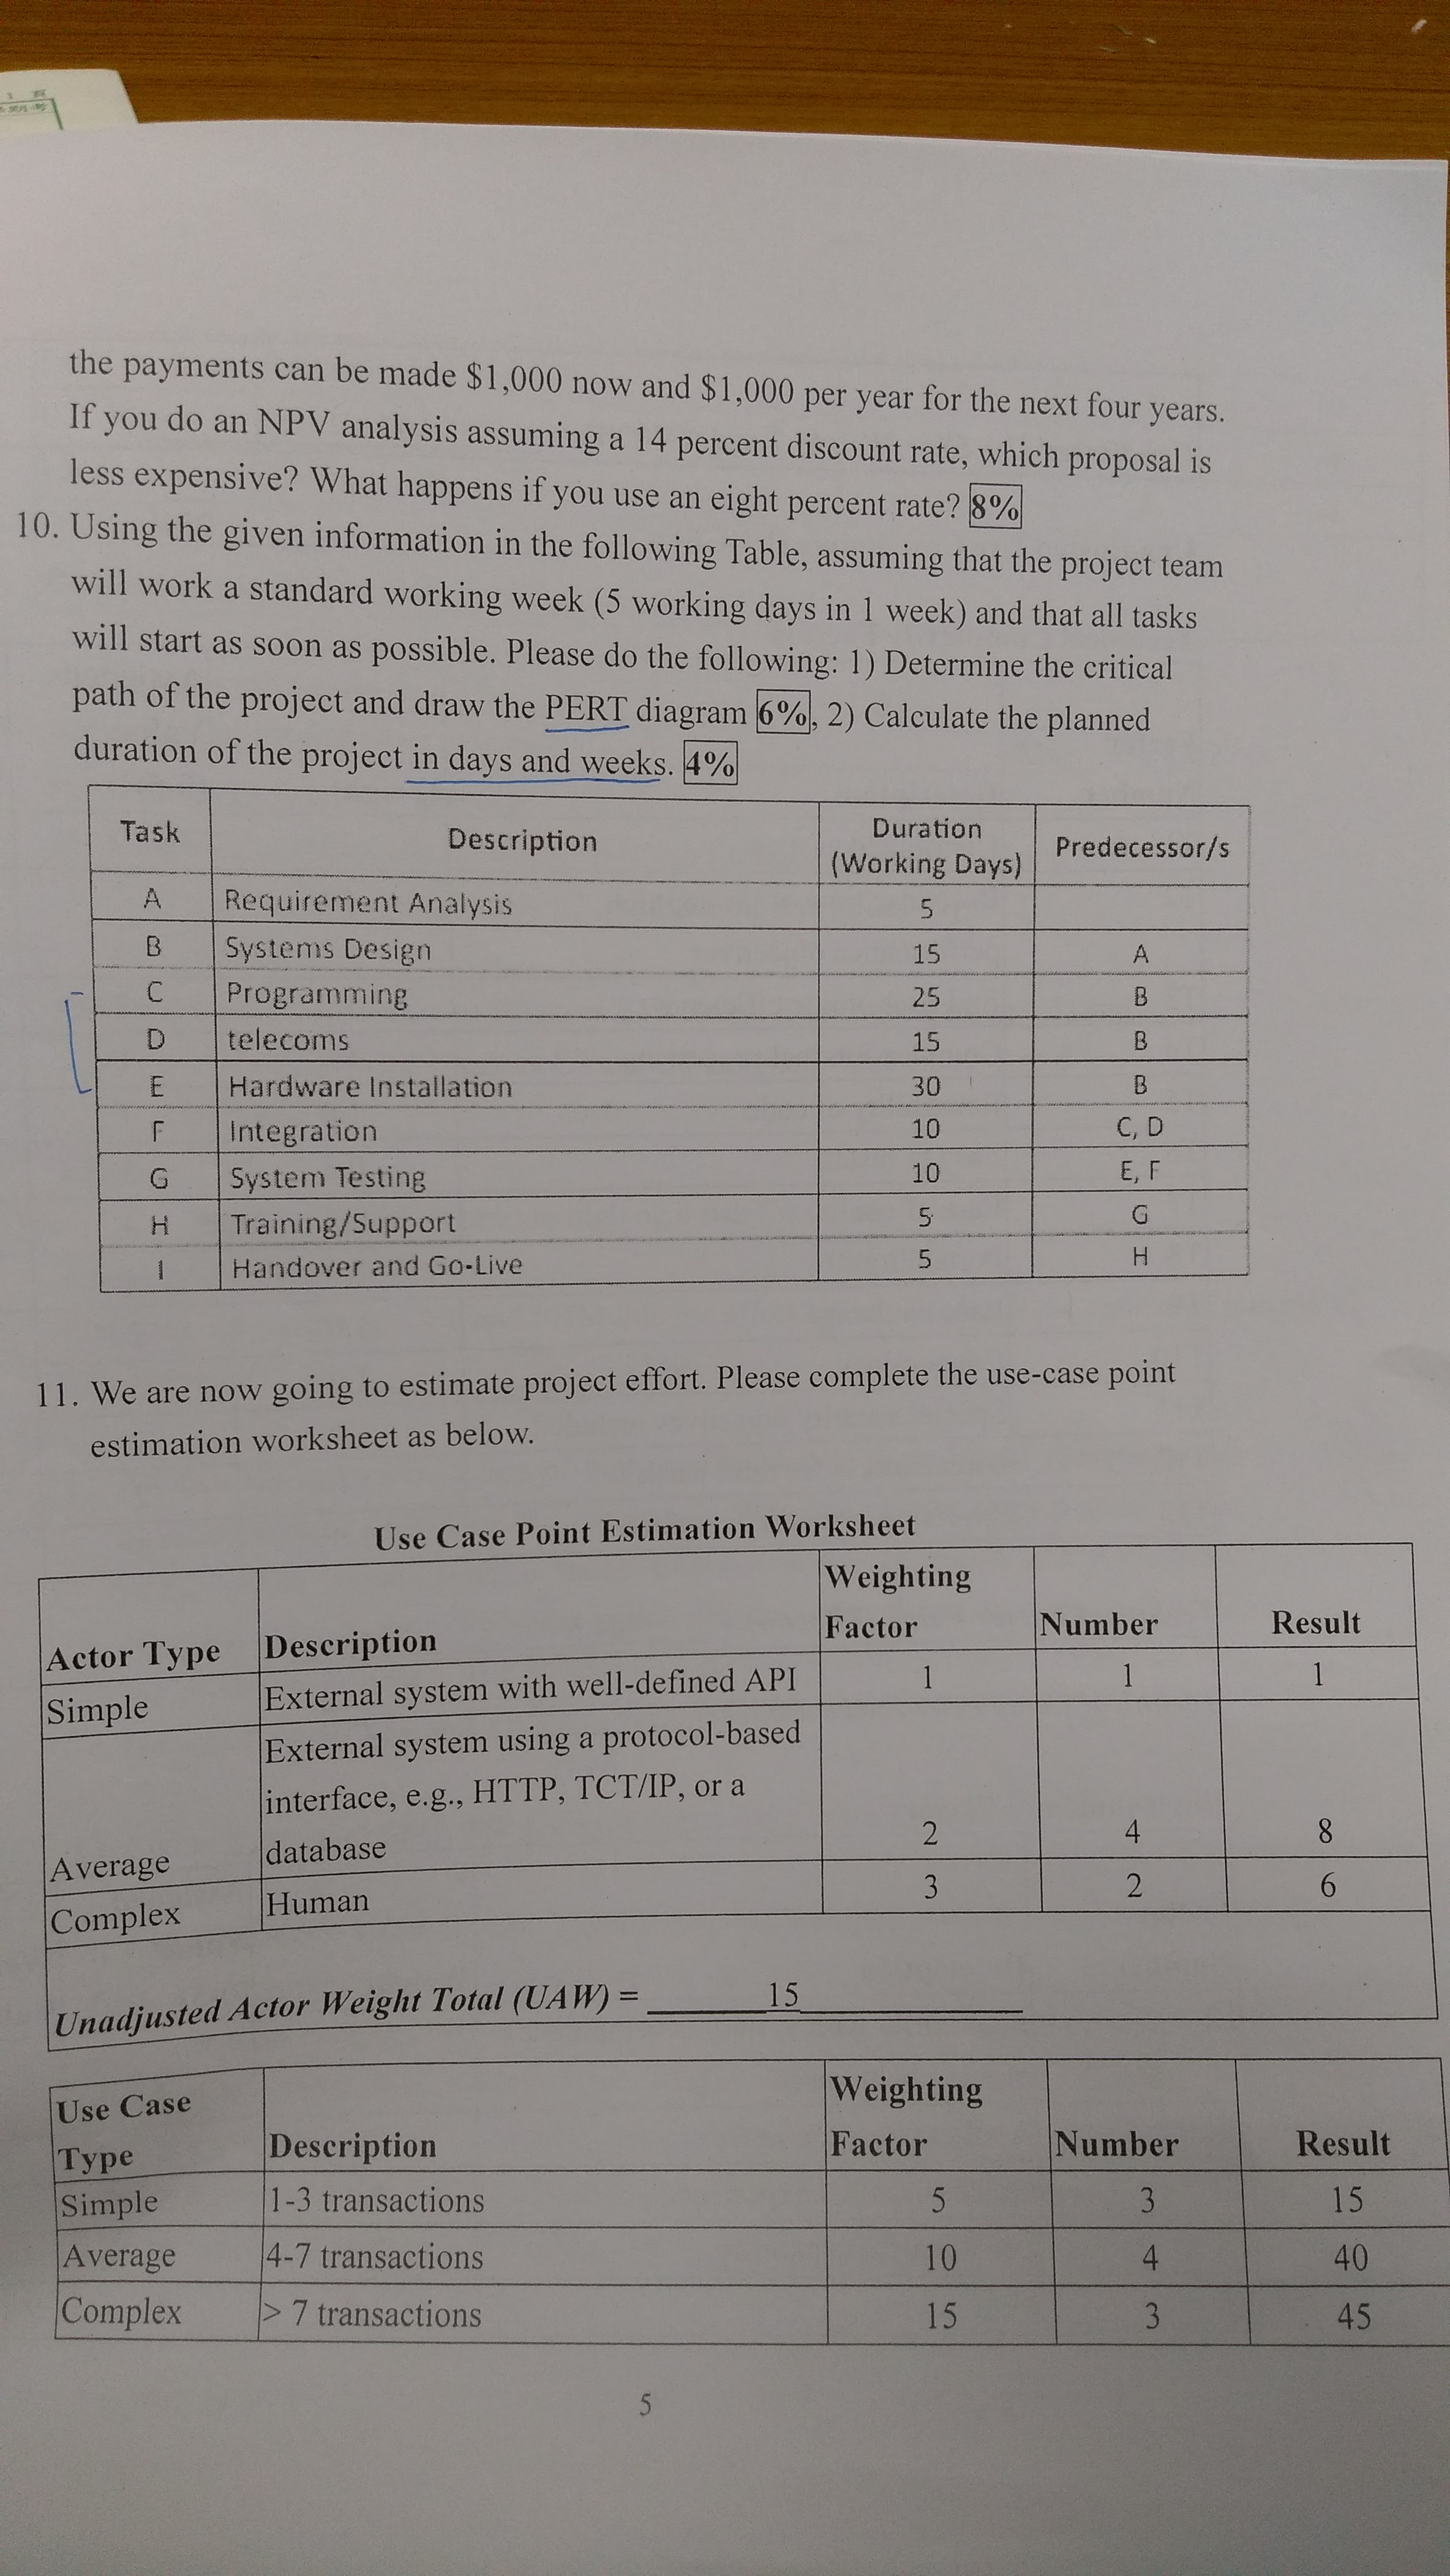 1 頁
the payments can be made $1,000 now and $1,000 per year for the next four years.
If you do an NPV analysis assuming a 14 percent discount rate, which proposal is
less expensive? What happens if you use an eight percent rate? 8%
10. Using the given information in the following Table, assuming that the project team
will work a standard working week (5 working days in 1 week) and that all tasks
will start as soon as possible. Please do the following: 1) Determine the critical
path of the project and draw the PERT diagram 6%, 2) Calculate the planned
duration of the project in days and weeks. 4%
Task Description Duration (Working Days) Predecessor/s
A Requirement Analysis 5
B Systems Design 15 A
C Programming 25 B
D telecoms 15 B
E Hardware Installation 30 B
F Integration 10 C, D
G System Testing 10 E, F
H Training/Support 5 G
I Handover and Go-Live 5 H
11. We are now going to estimate project effort. Please complete the use-case point
estimation worksheet as below.
Use Case Point Estimation Worksheet
Actor Type Description Weighting Factor Number Result
Simple External system with well-defined API 1 1 1
Average External system using a protocol-based
interface, e.g., HTTP, TCT/IP, or a
database 2 4 8
Complex Human 3 2 6
Unadjusted Actor Weight Total (UAW) = 15
Use Case Type Description Weighting Factor Number Result
Simple 1-3 transactions 5 3 15
Average 4-7 transactions 10 4 40
Complex > 7 transactions 15 3 45
5